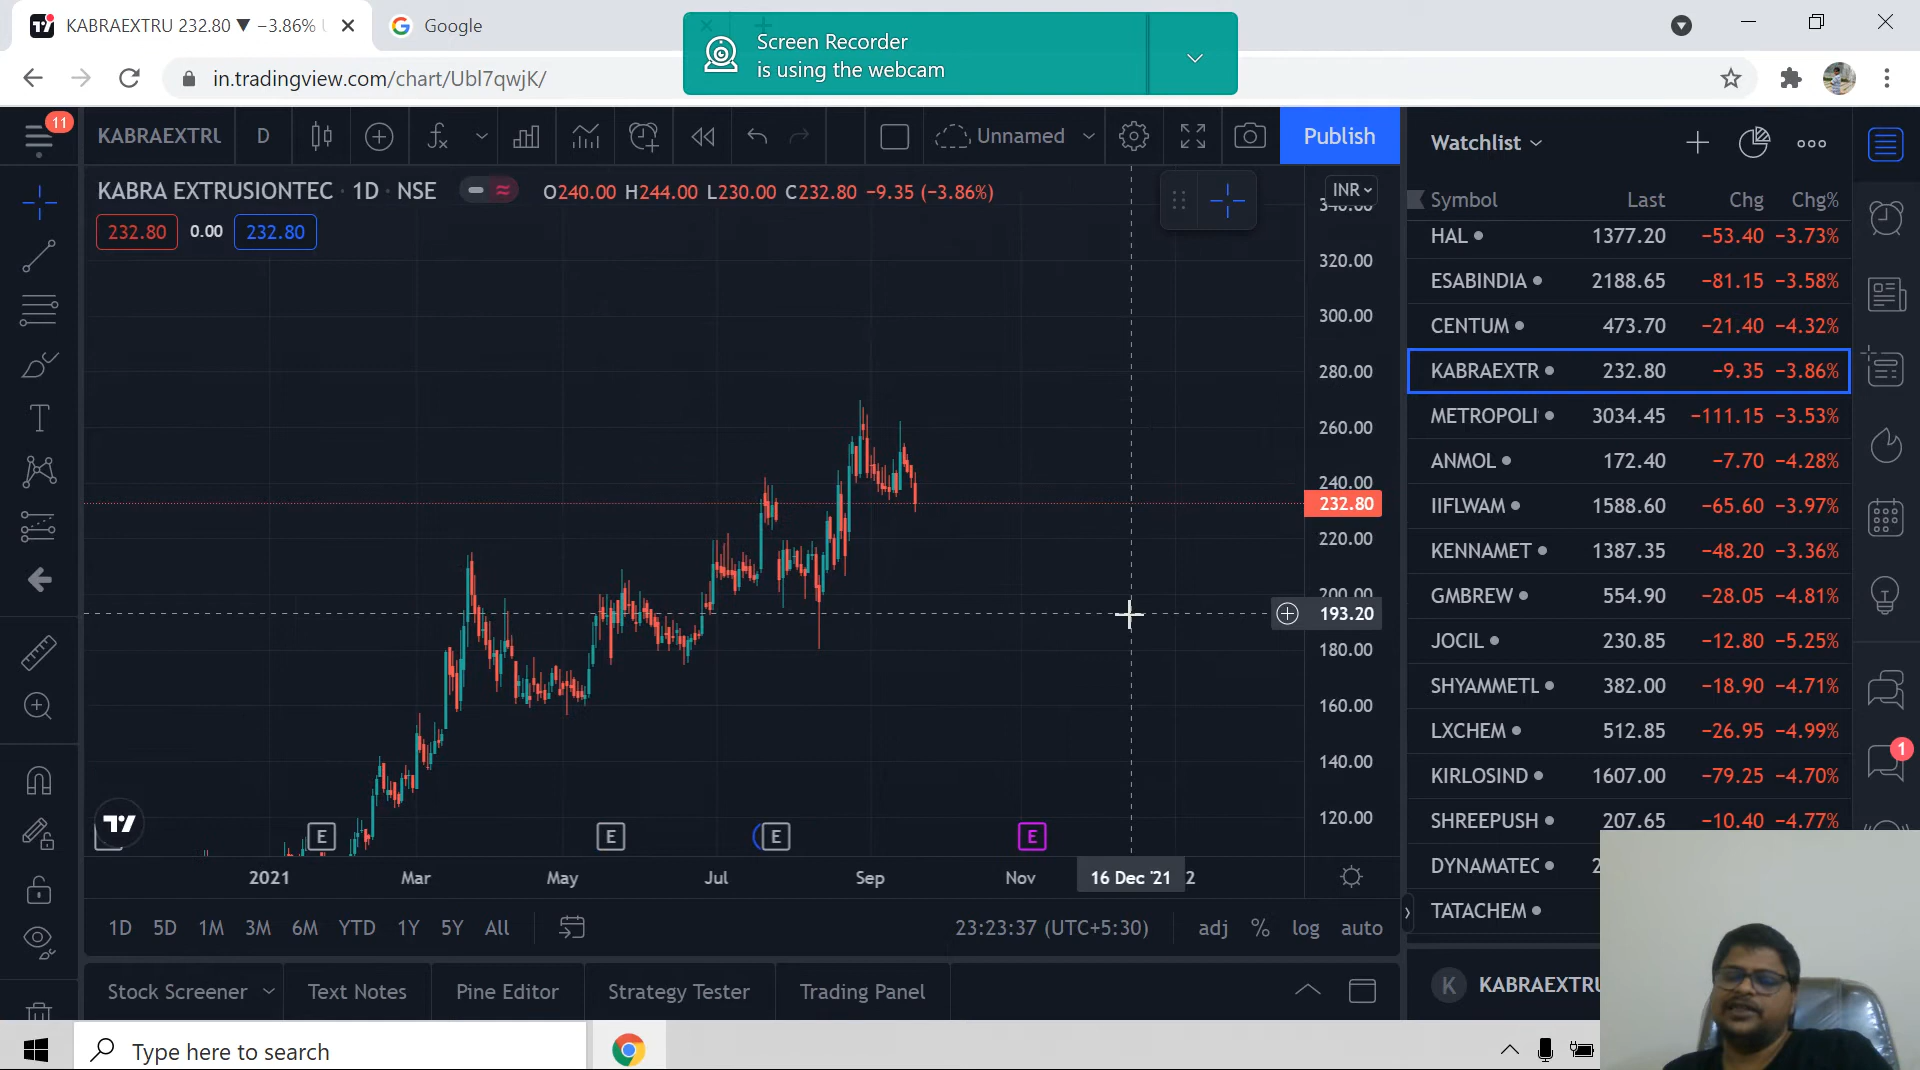 KABRAEXTRU 232.80 ▼ −3.86%
Google
Screen Recorder
is using the webcam
in.tradingview.com/chart/Ubl7qwjK/
11
KABRAEXTRU
D
Unnamed
Publish
KABRA EXTRUSIONTEC · 1D · NSE
O240.00 H244.00 L230.00 C232.80 −9.35 (−3.86%)
232.80 0.00 232.80
INR
320.00
300.00
280.00
260.00
240.00
232.80
220.00
200.00
193.20
180.00
160.00
140.00
120.00
E
E
E
E
2021 Mar May Jul Sep Nov 16 Dec '21 2
1D 5D 1M 3M 6M YTD 1Y 5Y All
23:23:37 (UTC+5:30) adj % log auto
Stock Screener Text Notes Pine Editor Strategy Tester Trading Panel
Watchlist
Symbol Last Chg Chg%
HAL 1377.20 −53.40 −3.73%
ESABINDIA 2188.65 −81.15 −3.58%
CENTUM 473.70 −21.40 −4.32%
KABRAEXTR 232.80 −9.35 −3.86%
METROPOLI 3034.45 −111.15 −3.53%
ANMOL 172.40 −7.70 −4.28%
IIFLWAM 1588.60 −65.60 −3.97%
KENNAMET 1387.35 −48.20 −3.36%
GMBREW 554.90 −28.05 −4.81%
JOCIL 230.85 −12.80 −5.25%
SHYAMMETL 382.00 −18.90 −4.71%
LXCHEM 512.85 −26.95 −4.99%
KIRLOSIND 1607.00 −79.25 −4.70%
SHREEPUSH 207.65 −10.40 −4.77%
DYNAMATEC 2
TATACHEM
K KABRAEXTRU
1
Type here to search